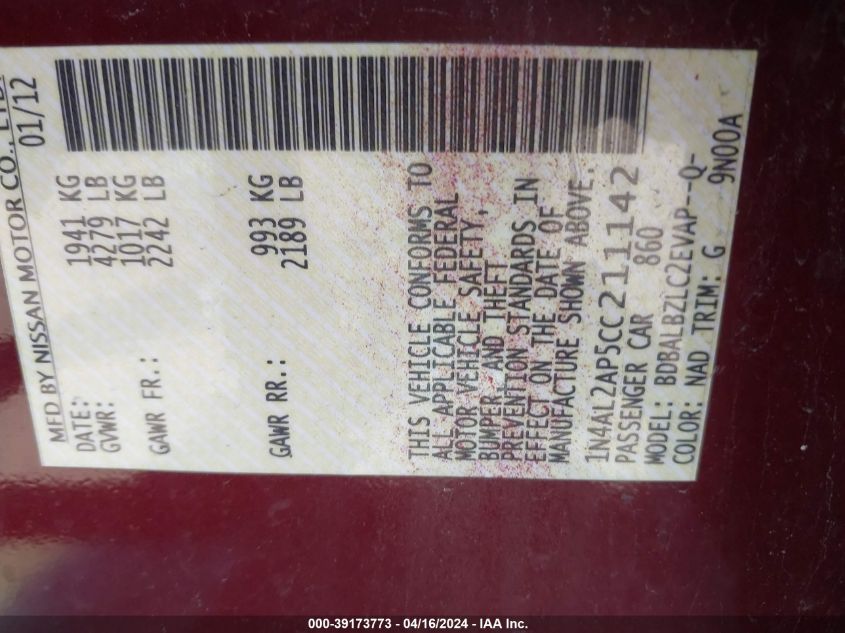 MFD BY NISSAN MOTOR CO., LTD.
DATE: 01/12
GVWR: 1941 KG
4279 LB
GAWR FR.: 1017 KG
2242 LB
GAWR RR.: 993 KG
2189 LB
THIS VEHICLE CONFORMS TO
ALL APPLICABLE FEDERAL
MOTOR VEHICLE SAFETY,
BUMPER, AND THEFT
PREVENTION STANDARDS IN
EFFECT ON THE DATE OF
MANUFACTURE SHOWN ABOVE.
1N4AL2AP5CC211142
PASSENGER CAR 860
MODEL: BDBALBZLC2EVAP--Q-
COLOR: NAD TRIM: G 9N00A
000-39173773 - 04/16/2024 - IAA Inc.